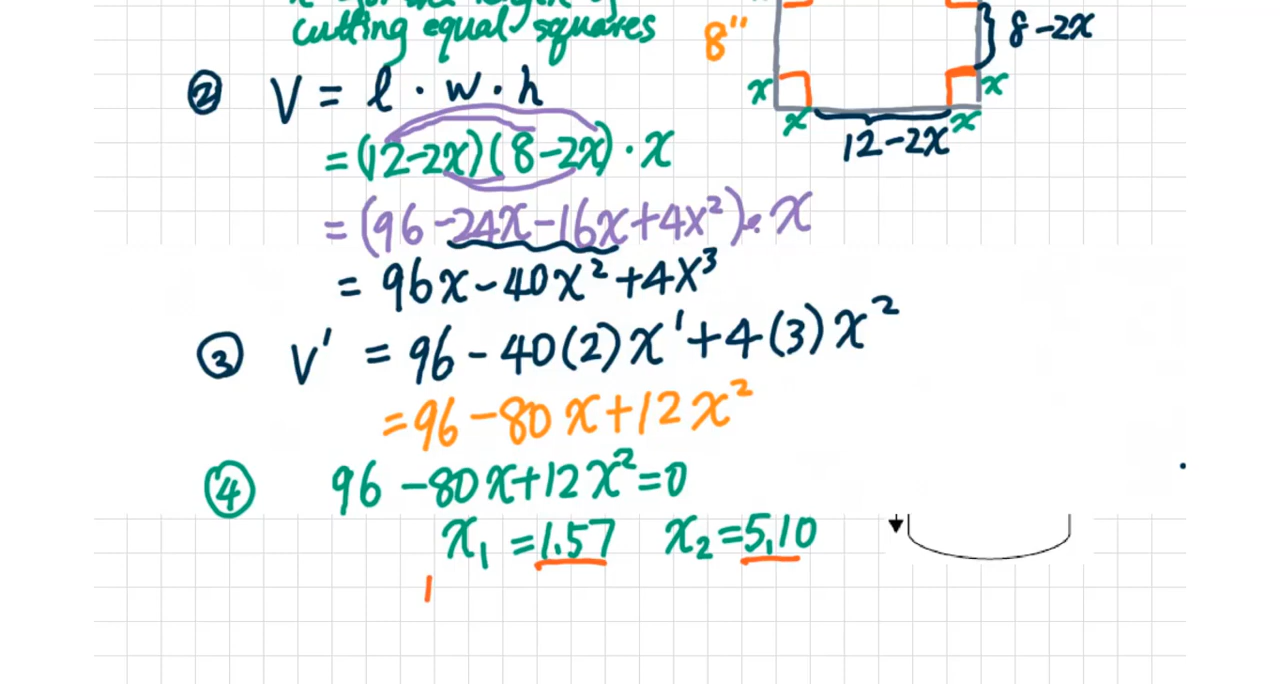 cutting equal squares
8"
8-2x
x
x
x
x
12-2x
② V = l · w · h
= (12-2x)(8-2x) · x
= (96-24x-16x+4x²) · x
= 96x-40x²+4x³
③ V' = 96-40(2)x¹+4(3)x²
= 96-80x+12x²
④ 96-80x+12x²=0
x₁ = 1.57 x₂ = 5.10
1